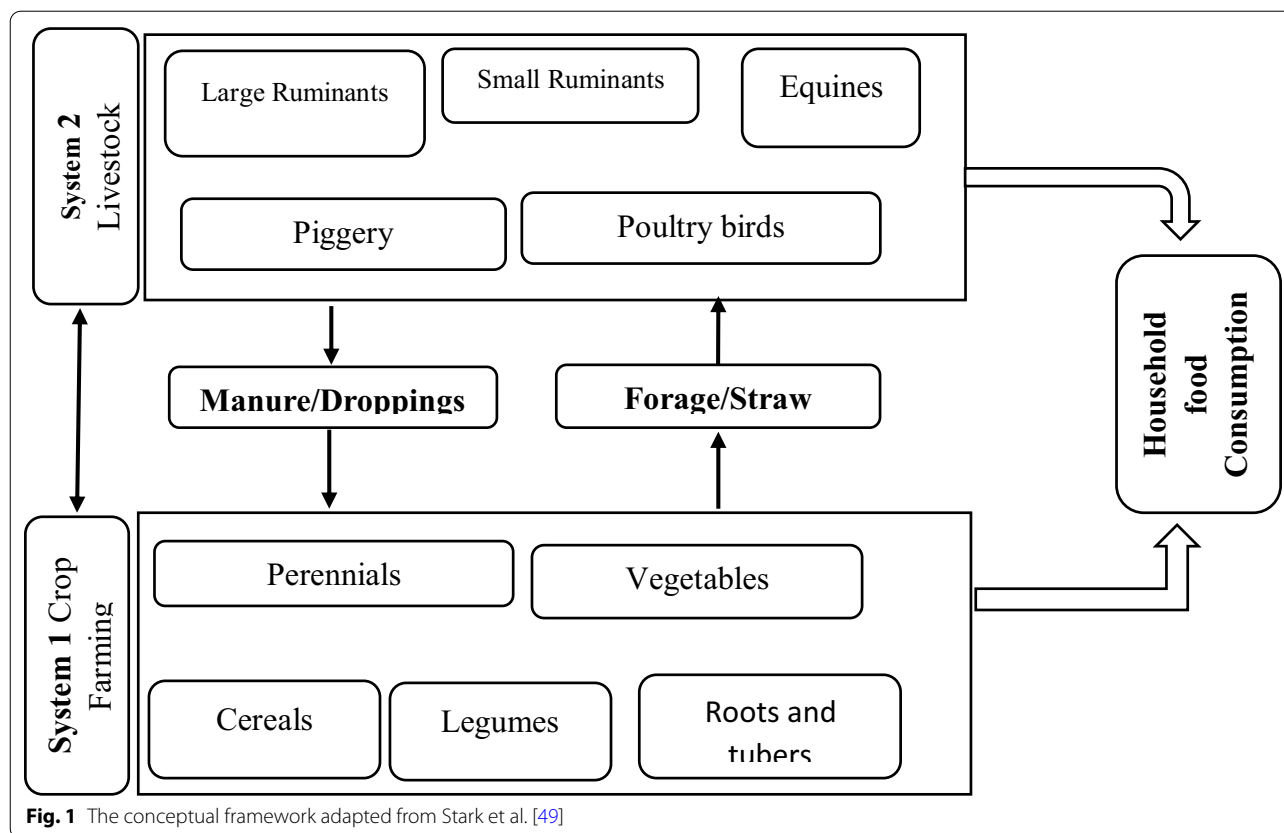 System 2
Livestock
Large Ruminants
Small Ruminants
Equines
Piggery
Poultry birds
Manure/Droppings
Forage/Straw
Household
food
Consumption
System 1 Crop
Farming
Perennials
Vegetables
Cereals
Legumes
Roots and
tubers
Fig. 1 The conceptual framework adapted from Stark et al. [49]